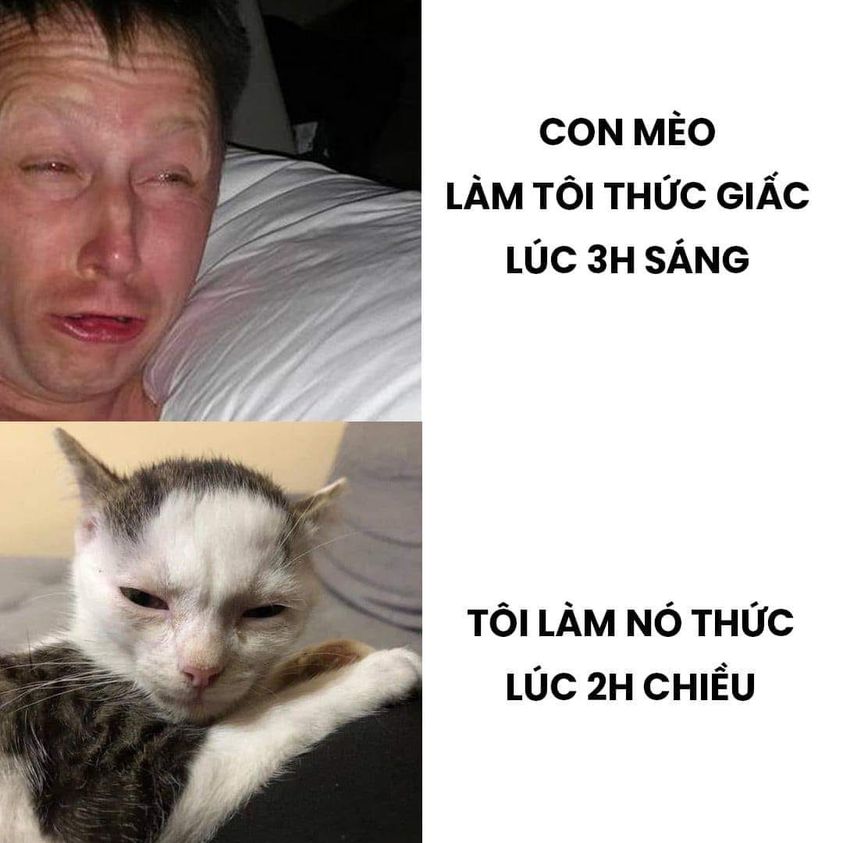 CON MÈO
LÀM TÔI THỨC GIẤC
LÚC 3H SÁNG
TÔI LÀM NÓ THỨC
LÚC 2H CHIỀU